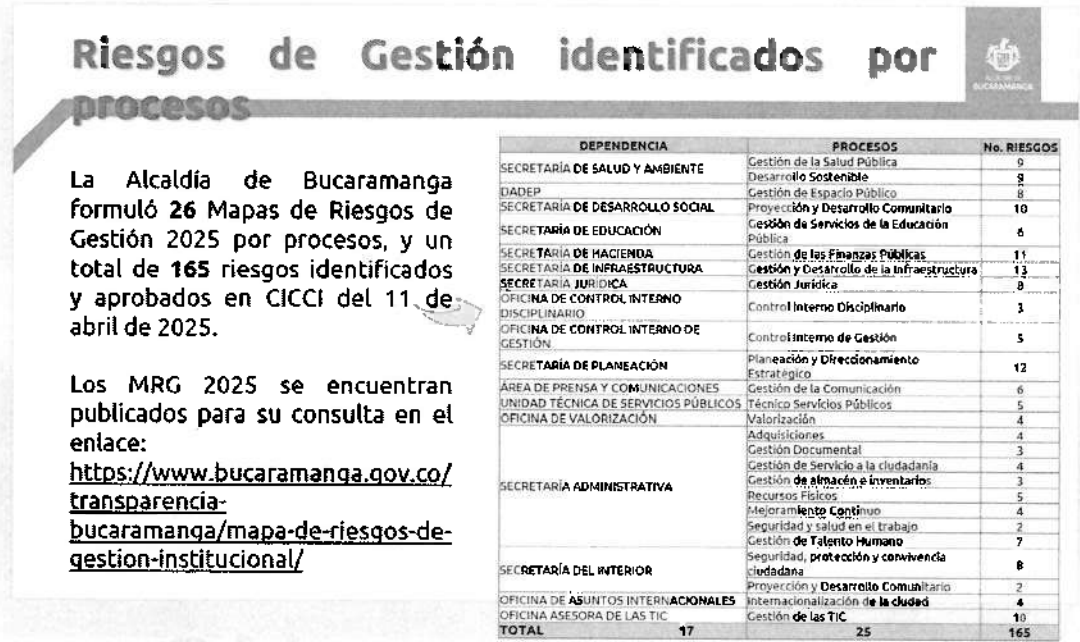 Riesgos de Gestión identificados por
procesos
ALCALDÍA DE
BUCARAMANGA
La Alcaldía de Bucaramanga
formuló 26 Mapas de Riesgos de
Gestión 2025 por procesos, y un
total de 165 riesgos identificados
y aprobados en CICCI del 11 de
abril de 2025.
Los MRG 2025 se encuentran
publicados para su consulta en el
enlace:
https://www.bucaramanga.gov.co/
transparencia-
bucaramanga/mapa-de-riesgos-de-
gestion-institucional/
DEPENDENCIA PROCESOS No. RIESGOS
SECRETARÍA DE SALUD Y AMBIENTE Gestión de la Salud Pública 9
Desarrollo Sostenible 9
DADEP Gestión de Espacio Público 8
SECRETARÍA DE DESARROLLO SOCIAL Proyección y Desarrollo Comunitario 10
SECRETARÍA DE EDUCACIÓN Gestión de Servicios de la Educación
Pública 6
SECRETARÍA DE HACIENDA Gestión de las Finanzas Públicas 11
SECRETARÍA DE INFRAESTRUCTURA Gestión y Desarrollo de la Infraestructura 13
SECRETARÍA JURÍDICA Gestión Jurídica 8
OFICINA DE CONTROL INTERNO
DISCIPLINARIO Control Interno Disciplinario 3
OFICINA DE CONTROL INTERNO DE
GESTIÓN Control Interno de Gestión 5
SECRETARÍA DE PLANEACIÓN Planeación y Direccionamiento
Estratégico 12
ÁREA DE PRENSA Y COMUNICACIONES Gestión de la Comunicación 6
UNIDAD TÉCNICA DE SERVICIOS PÚBLICOS Técnico Servicios Públicos 5
OFICINA DE VALORIZACIÓN Valorización 4
SECRETARÍA ADMINISTRATIVA Adquisiciones 4
Gestión Documental 3
Gestión de Servicio a la ciudadanía 4
Gestión de almacén e inventarios 3
Recursos Físicos 5
Mejoramiento Continuo 4
Seguridad y salud en el trabajo 2
Gestión de Talento Humano 7
SECRETARÍA DEL INTERIOR Seguridad, protección y convivencia
ciudadana 8
Proyección y Desarrollo Comunitario 2
OFICINA DE ASUNTOS INTERNACIONALES Internacionalización de la ciudad 4
OFICINA ASESORA DE LAS TIC Gestión de las TIC 10
TOTAL 17 25 165